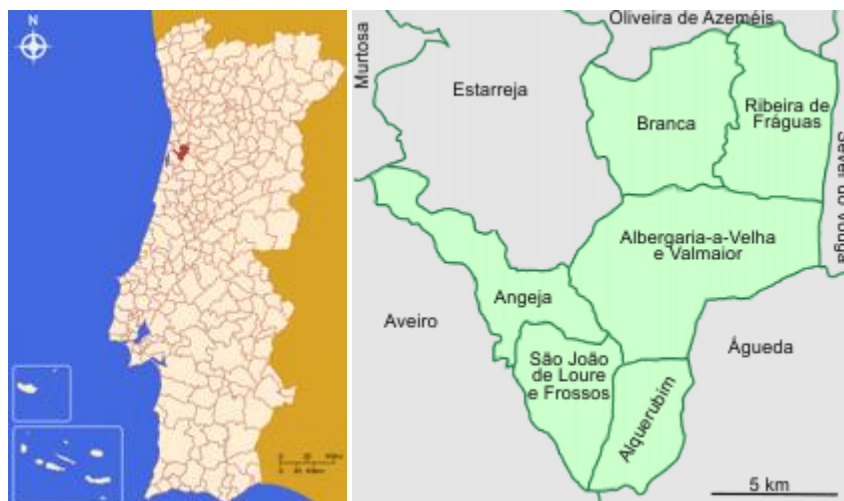 N
Oliveira de Azeméis
Murtosa
Estarreja
Branca
Ribeira de
Fráguas
Sever do Vouga
Albergaria-a-Velha
e Valmaior
Angeja
Aveiro
São João
de Loure
e Frossos
Águeda
Alquerubim
5 km